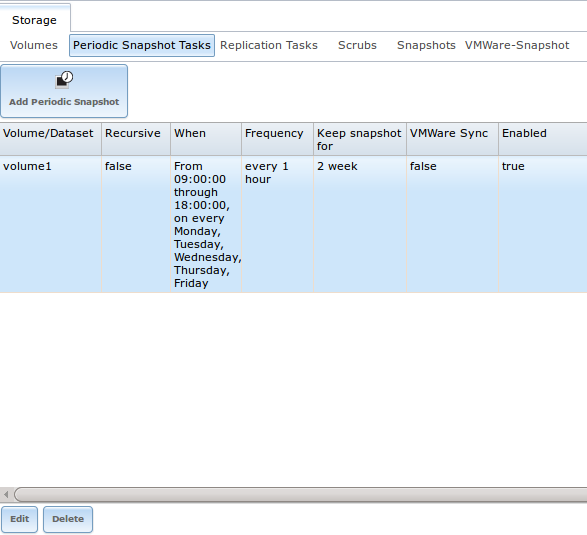 Storage
Volumes Periodic Snapshot Tasks Replication Tasks Scrubs Snapshots VMWare-Snapshot
Add Periodic Snapshot
Volume/Dataset Recursive When Frequency Keep snapshot for VMWare Sync Enabled
volume1 false From 09:00:00 through 18:00:00, on every Monday, Tuesday, Wednesday, Thursday, Friday every 1 hour 2 week false true
Edit Delete